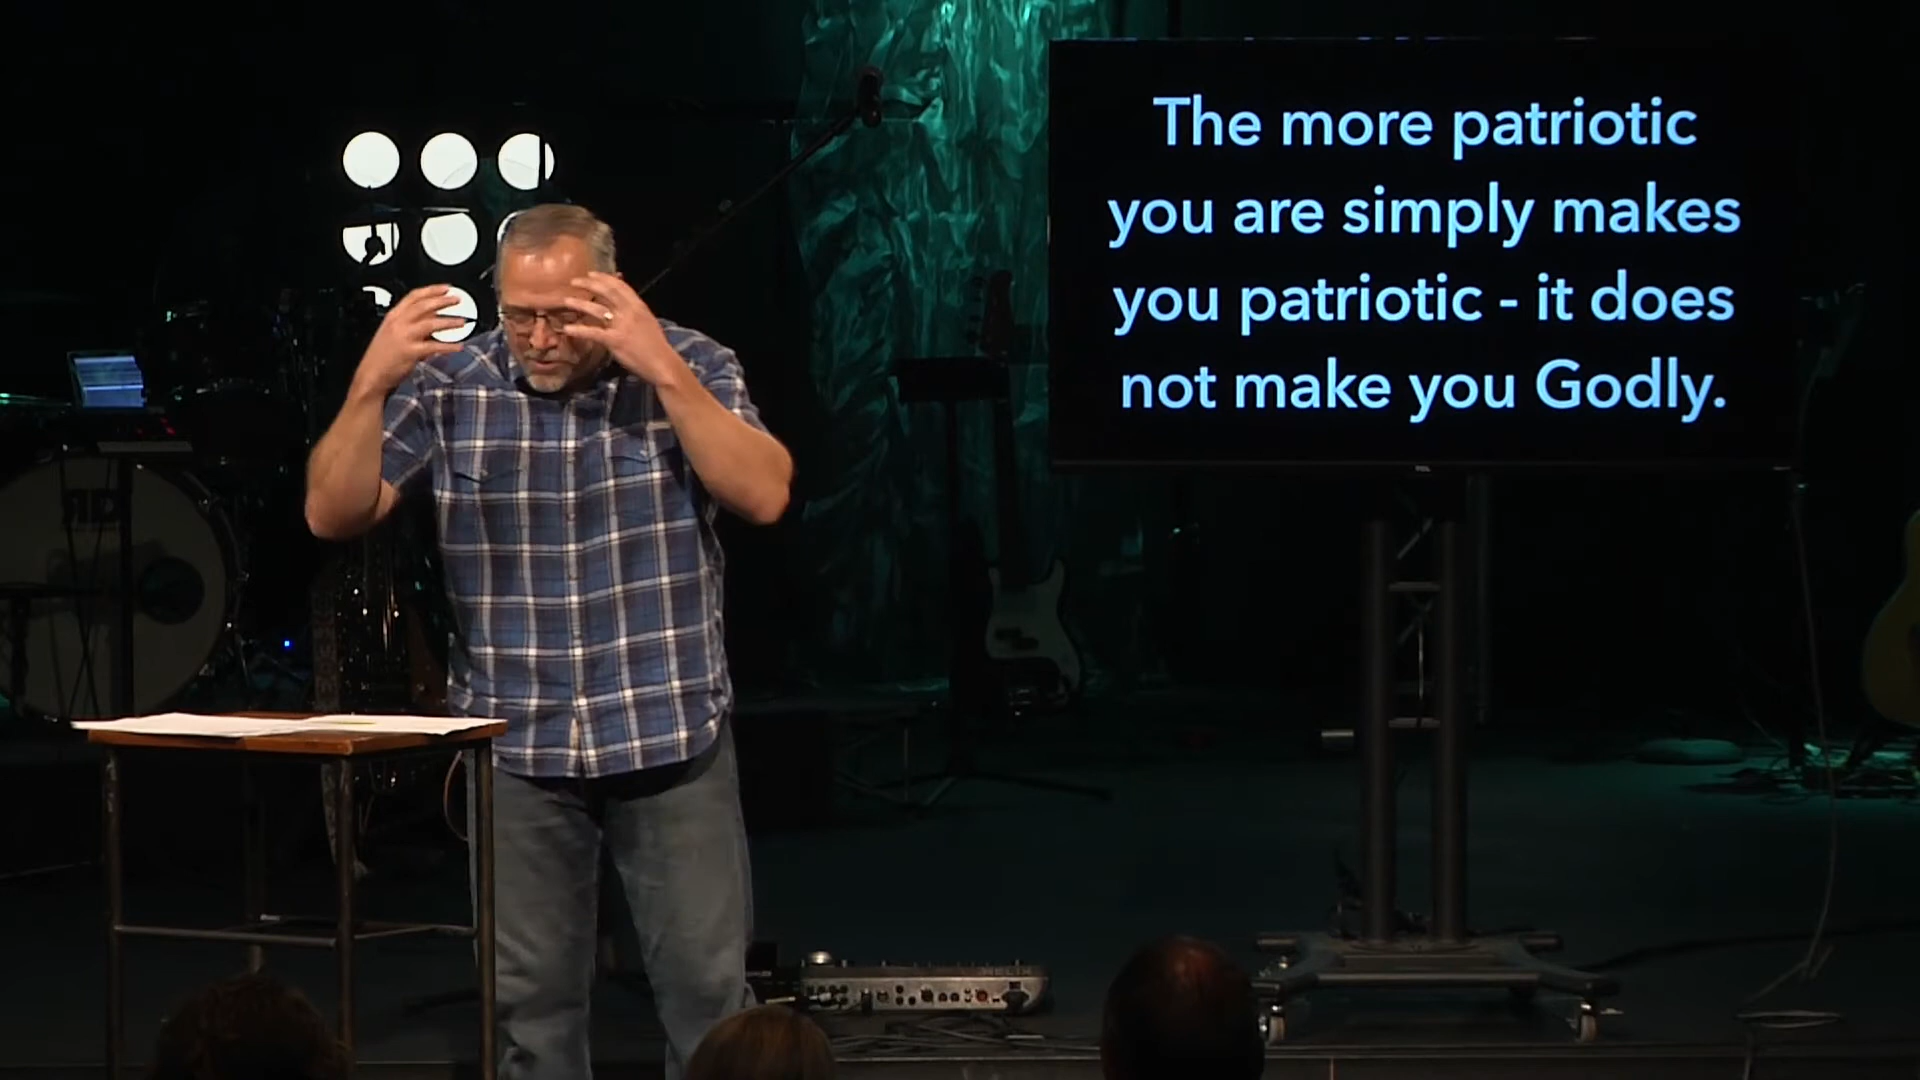 The more patriotic
you are simply makes
you patriotic - it does
not make you Godly.